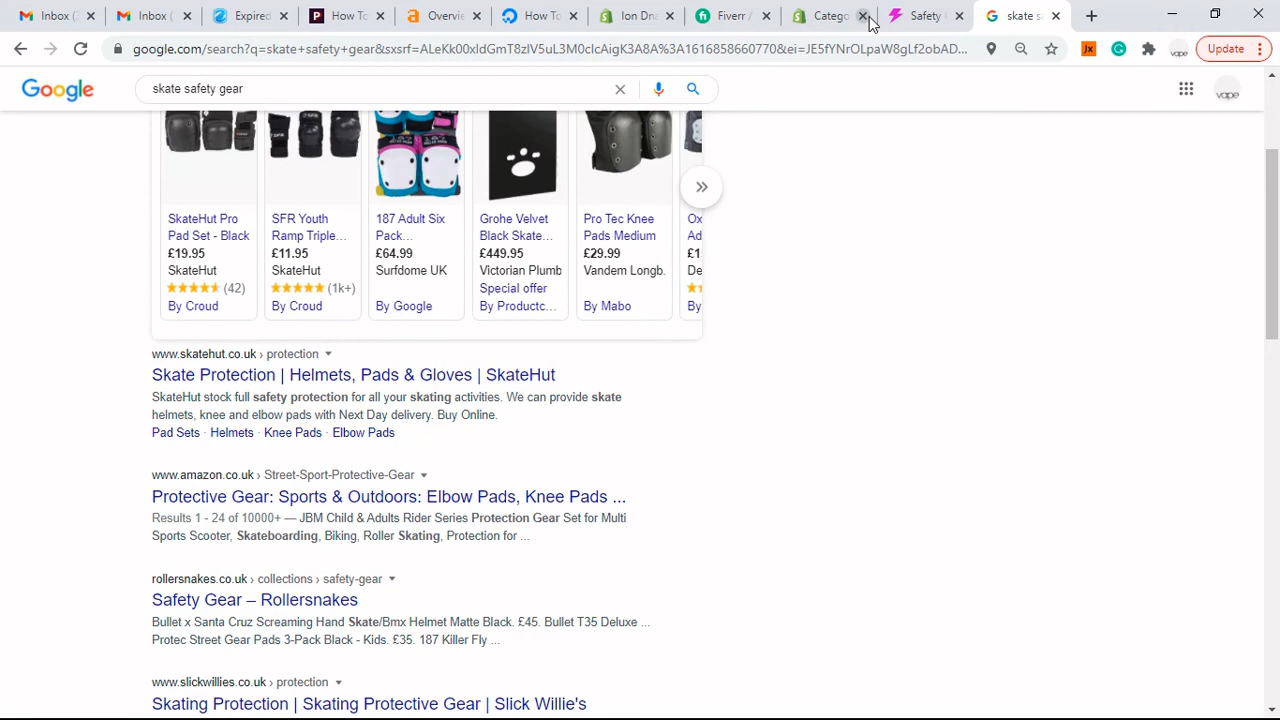 Inbox (2
Inbox (
Expired
How To
Overvie
How To
Ion Dna
Fiverr /
Catego
Safety
skate sa
google.com/search?q=skate+safety+gear&sxsrf=ALeKk00xIcGmT8zIV5uL3M0cIcAigK3A8A%3A1616858660770&ei=JE5fYNrOLpaW8gLf2obAD...
Jx
vape
Update
Google
skate safety gear
vape
SkateHut Pro
Pad Set - Black
£19.95
SkateHut
(42)
By Croud
SFR Youth
Ramp Triple...
£11.95
SkateHut
(1k+)
By Croud
187
187
187 Adult Six
Pack...
£64.99
Surfdome UK
By Google
Grohe Velvet
Black Skate...
£449.95
Victorian Plumb
Special offer
By Productc...
Pro Tec Knee
Pads Medium
£29.99
Vandem Longb.
By Mabo
Ox
Ad
£1
De
By
www.skatehut.co.uk › protection
Skate Protection | Helmets, Pads & Gloves | SkateHut
SkateHut stock full safety protection for all your skating activities. We can provide skate
helmets, knee and elbow pads with Next Day delivery. Buy Online.
Pad Sets · Helmets · Knee Pads · Elbow Pads
www.amazon.co.uk › Street-Sport-Protective-Gear
Protective Gear: Sports & Outdoors: Elbow Pads, Knee Pads ...
Results 1 - 24 of 10000+ — JBM Child & Adults Rider Series Protection Gear Set for Multi
Sports Scooter, Skateboarding, Biking, Roller Skating, Protection for ...
rollersnakes.co.uk › collections › safety-gear
Safety Gear – Rollersnakes
Bullet x Santa Cruz Screaming Hand Skate/Bmx Helmet Matte Black. £45. Bullet T35 Deluxe ...
Protec Street Gear Pads 3-Pack Black - Kids. £35. 187 Killer Fly ...
www.slickwillies.co.uk › protection
Skating Protection | Skating Protective Gear | Slick Willie's